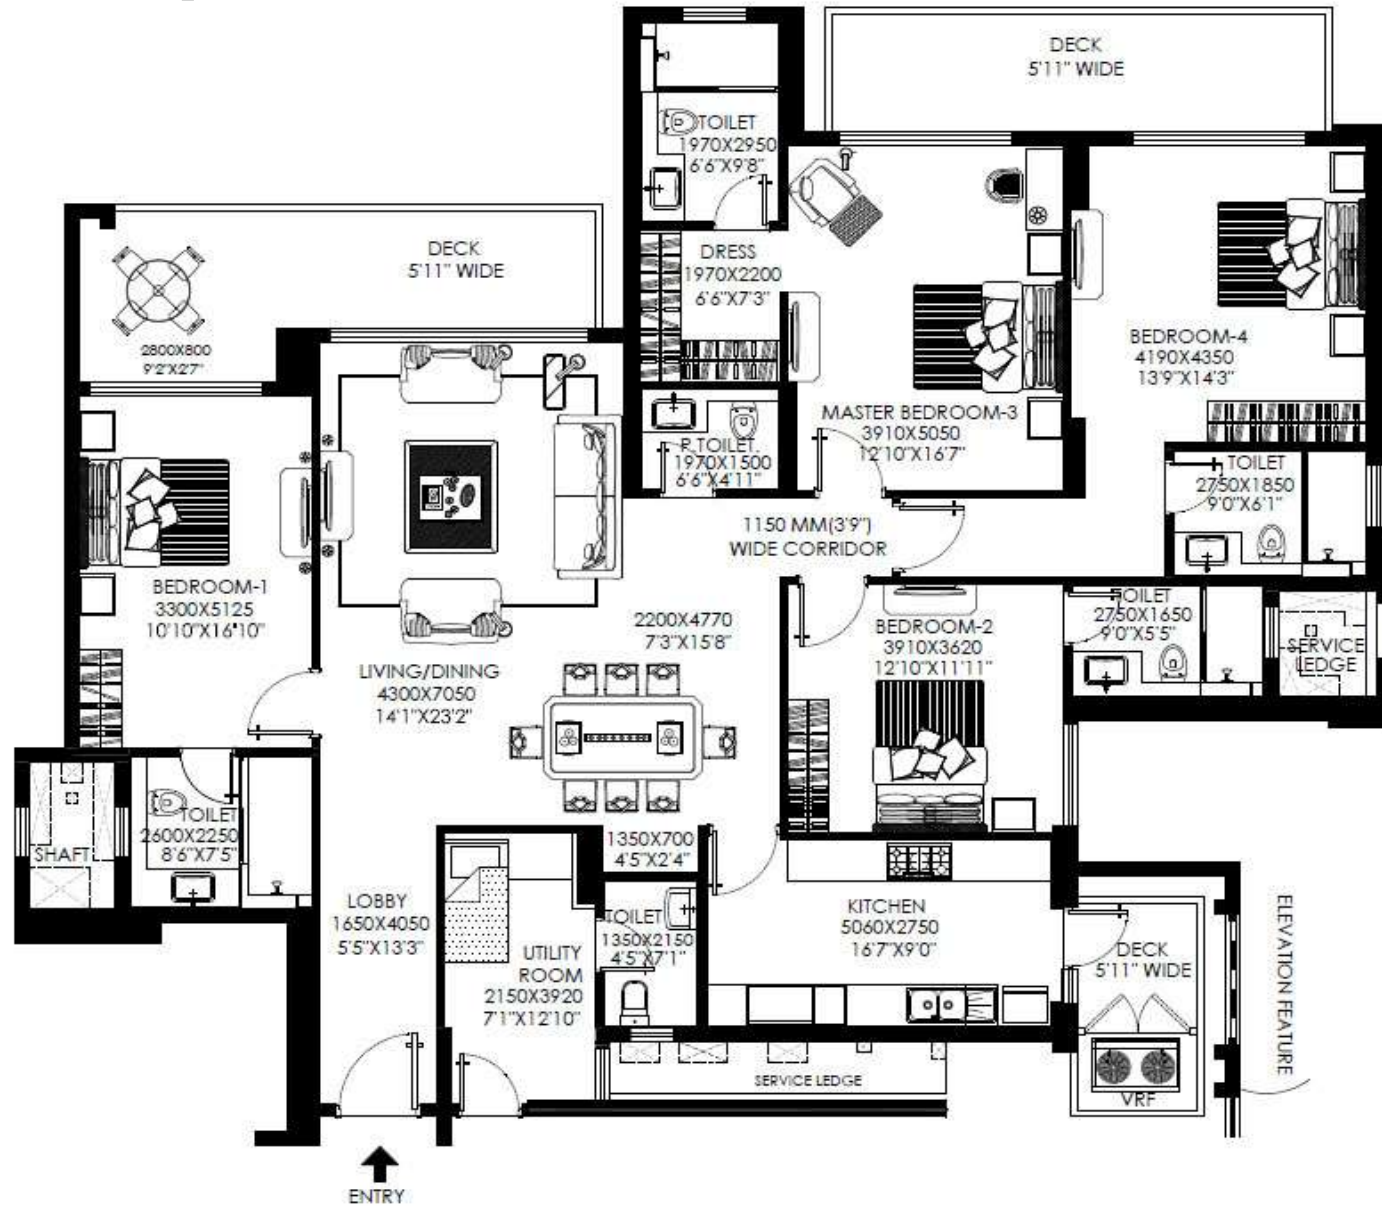 DECK
5'11" WIDE
TOILET
1970X2950
6'6"X9'8"
DECK
5'11" WIDE
2800X800
9'2"X2'7"
DRESS
1970X2200
6'6"X7'3"
BEDROOM-4
4190X4350
13'9"X14'3"
MASTER BEDROOM-3
3910X5050
12'10"X16'7"
P.TOILET
1970X1500
6'6"X4'11"
TOILET
2750X1850
9'0"X6'1"
1150 MM(3'9")
WIDE CORRIDOR
BEDROOM-1
3300X5125
10'10"X16'10"
2200X4770
7'3"X15'8"
BEDROOM-2
3910X3620
12'10"X11'11"
TOILET
2750X1650
9'0"X5'5"
SERVICE
LEDGE
LIVING/DINING
4300X7050
14'1"X23'2"
TOILET
2600X2250
8'6"X7'5"
SHAFT
1350X700
4'5"X2'4"
LOBBY
1650X4050
5'5"X13'3"
TOILET
1350X2150
4'5"X7'1"
KITCHEN
5060X2750
16'7"X9'0"
UTILITY
ROOM
2150X3920
7'1"X12'10"
DECK
5'11" WIDE
ELEVATION FEATURE
SERVICE LEDGE
VRF
ENTRY